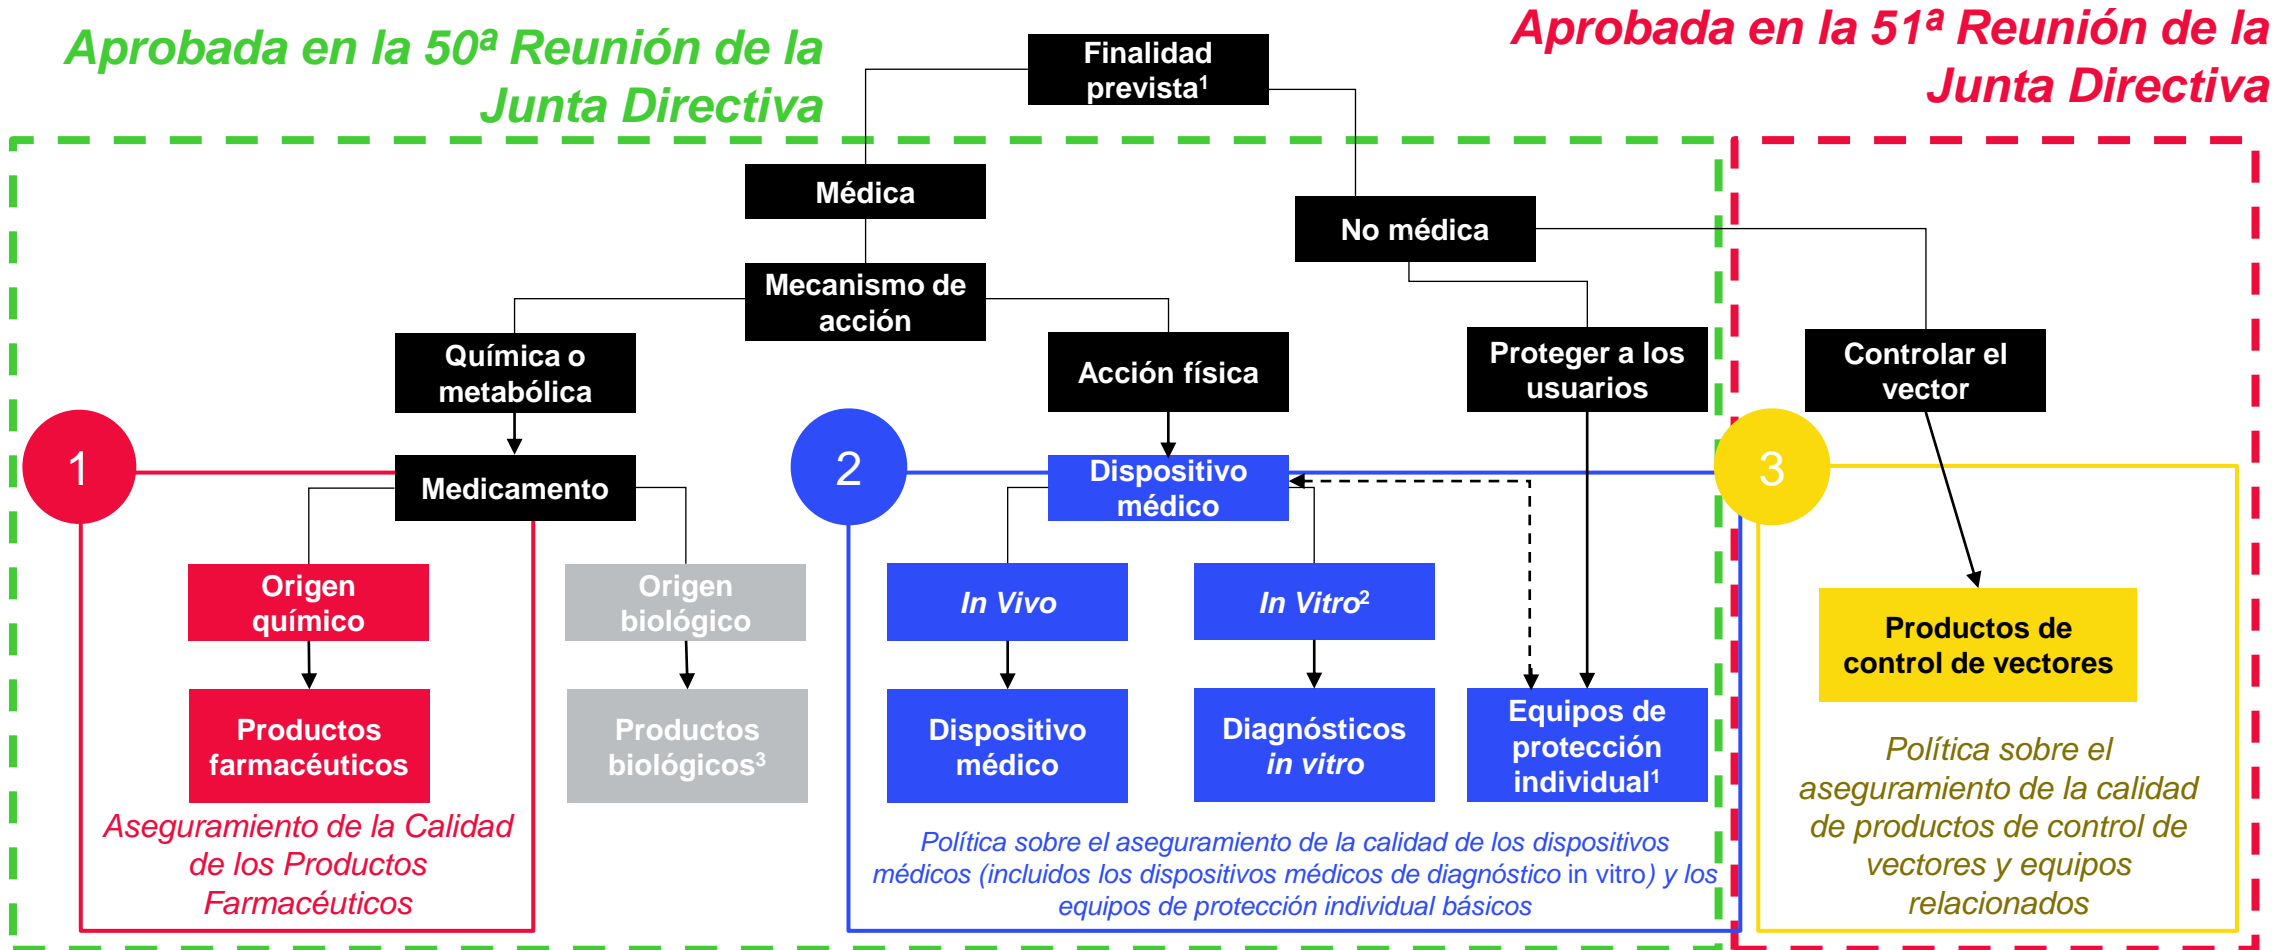 Aprobada en la 50ª Reunión de la
Junta Directiva
Aprobada en la 51ª Reunión de la
Junta Directiva
Finalidad
prevista¹
Médica
No médica
Mecanismo de
acción
Química o
metabólica
Acción física
Proteger a los
usuarios
Controlar el
vector
1
Medicamento
2
Dispositivo
médico
3
Origen
químico
Origen
biológico
In Vivo
In Vitro²
Productos de
control de vectores
Productos
farmacéuticos
Productos
biológicos³
Dispositivo
médico
Diagnósticos
in vitro
Equipos de
protección
individual¹
Aseguramiento de la Calidad
de los Productos
Farmacéuticos
Política sobre el aseguramiento de la calidad de los dispositivos
médicos (incluidos los dispositivos médicos de diagnóstico in vitro) y los
equipos de protección individual básicos
Política sobre el
aseguramiento de la calidad
de productos de control de
vectores y equipos
relacionados